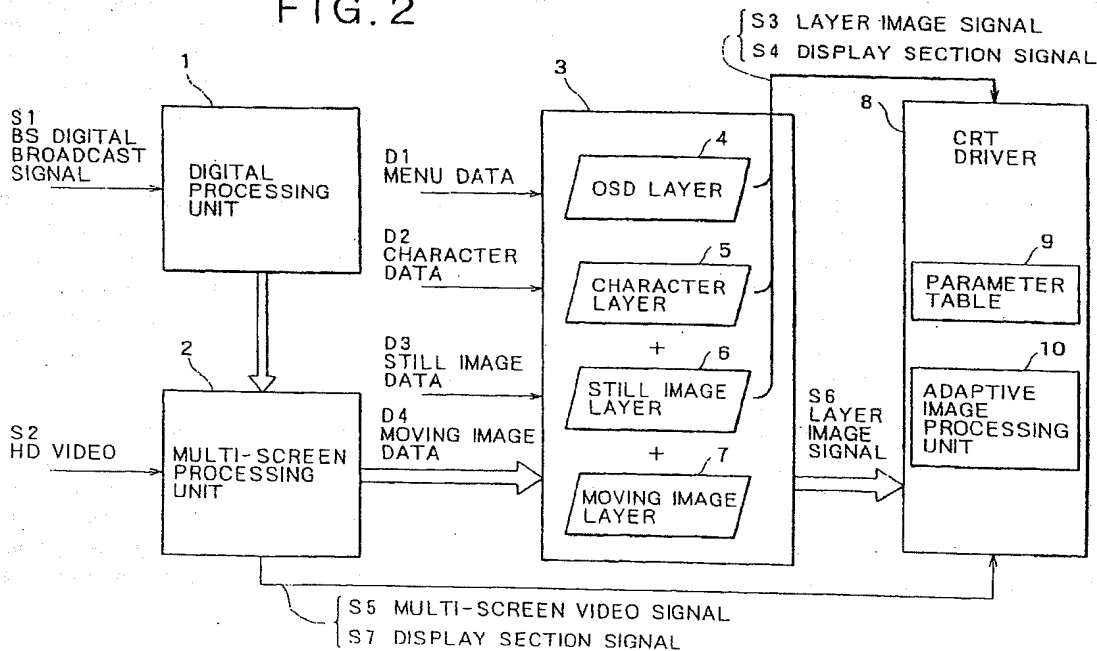 FIG. 2
S3 LAYER IMAGE SIGNAL
S4 DISPLAY SECTION SIGNAL
1
3
8
S1
BS DIGITAL
BROADCAST
SIGNAL
DIGITAL
PROCESSING
UNIT
D1
MENU DATA
4
OSD LAYER
CRT
DRIVER
D2
CHARACTER
DATA
5
CHARACTER
LAYER
9
PARAMETER
TABLE
+
D3
STILL IMAGE
DATA
6
STILL IMAGE
LAYER
10
ADAPTIVE
IMAGE
PROCESSING
UNIT
2
S2
HD VIDEO
MULTI-SCREEN
PROCESSING
UNIT
D4
MOVING IMAGE
DATA
+
7
MOVING IMAGE
LAYER
S6
LAYER
IMAGE
SIGNAL
S5 MULTI-SCREEN VIDEO SIGNAL
S7 DISPLAY SECTION SIGNAL